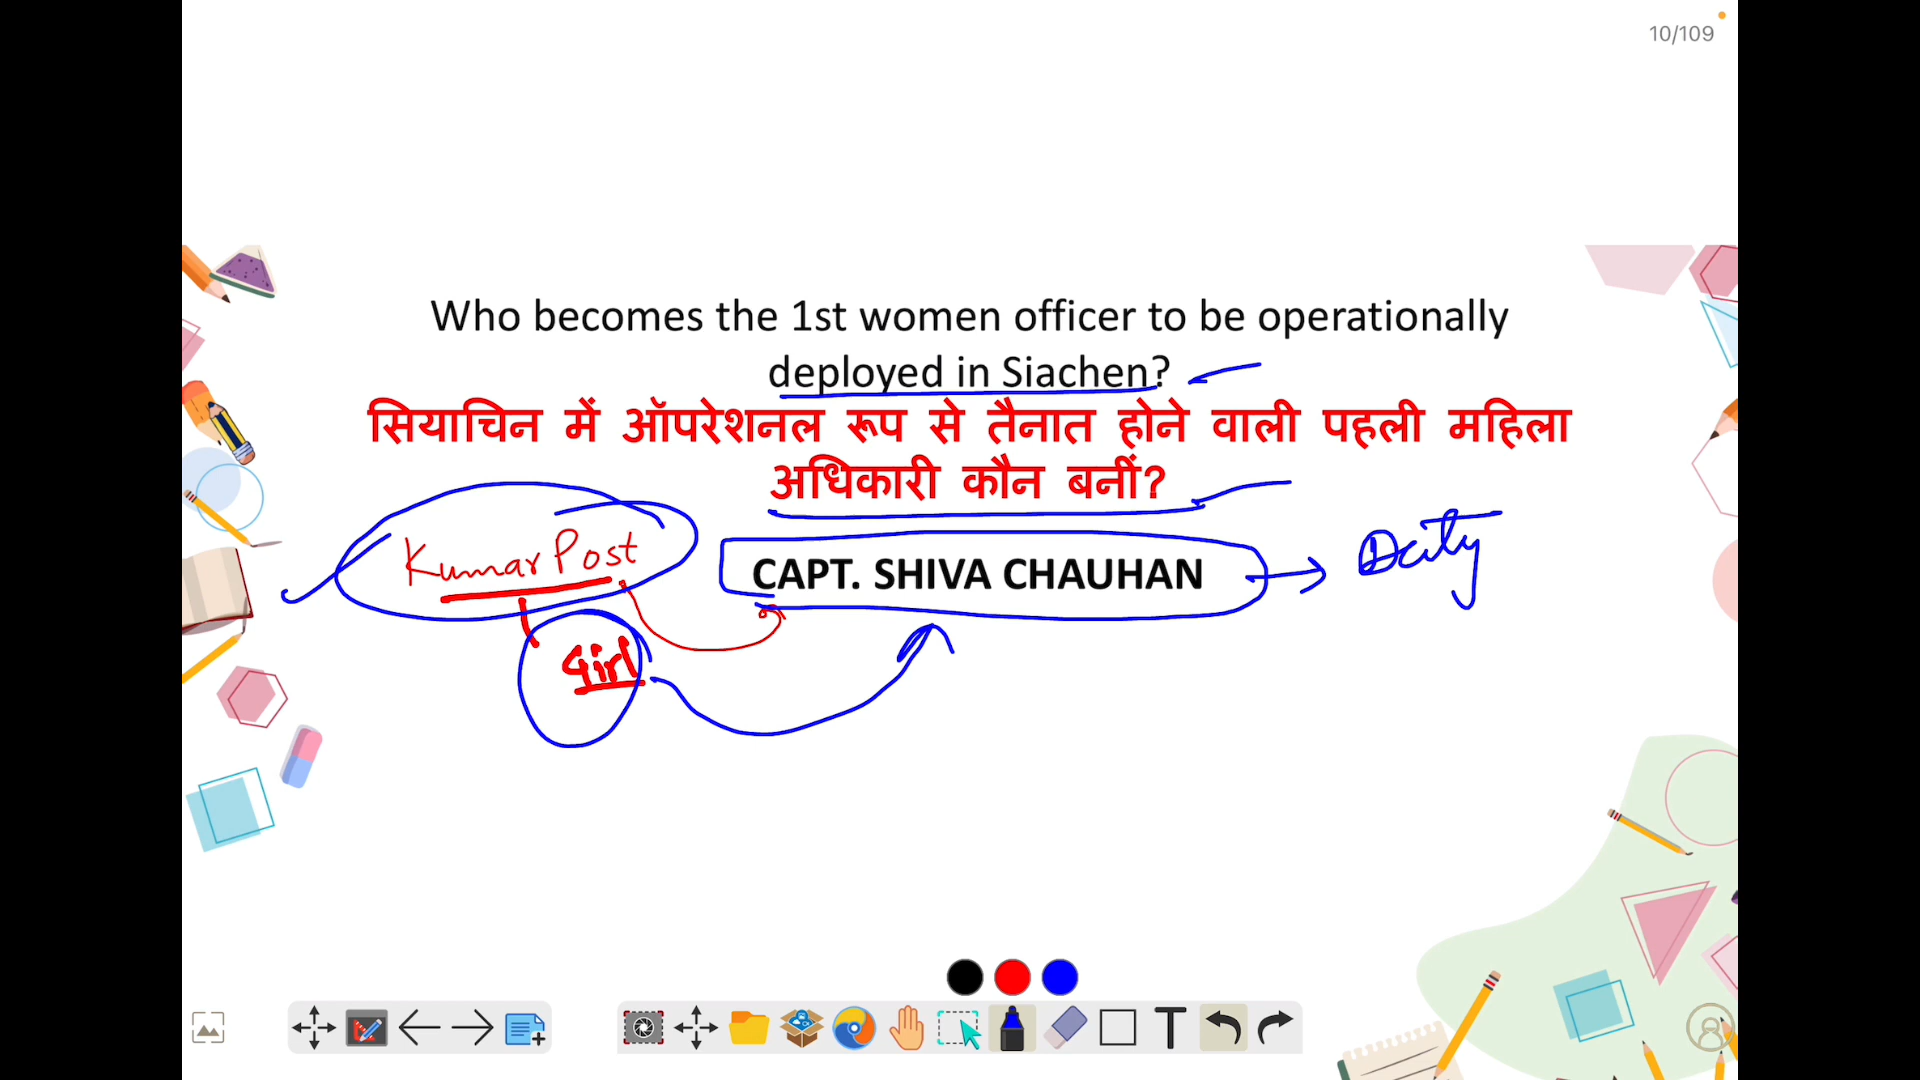 10/109
Who becomes the 1st women officer to be operationally
deployed in Siachen?
सियाचिन में ऑपरेशनल रूप से तैनात होने वाली पहली महिला
अधिकारी कौन बनीं?
Kumar Post
CAPT. SHIVA CHAUHAN
Duty
Girl